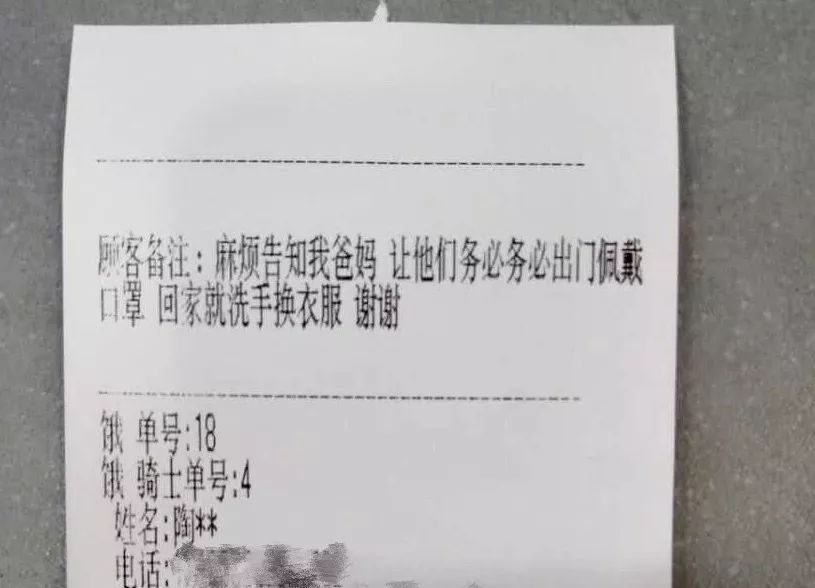 顾客备注：麻烦告知我爸妈 让他们务必务必出门佩戴
口罩 回家就洗手换衣服 谢谢
饿 单号:18
饿 骑士单号:4
姓名:陶**
电话: